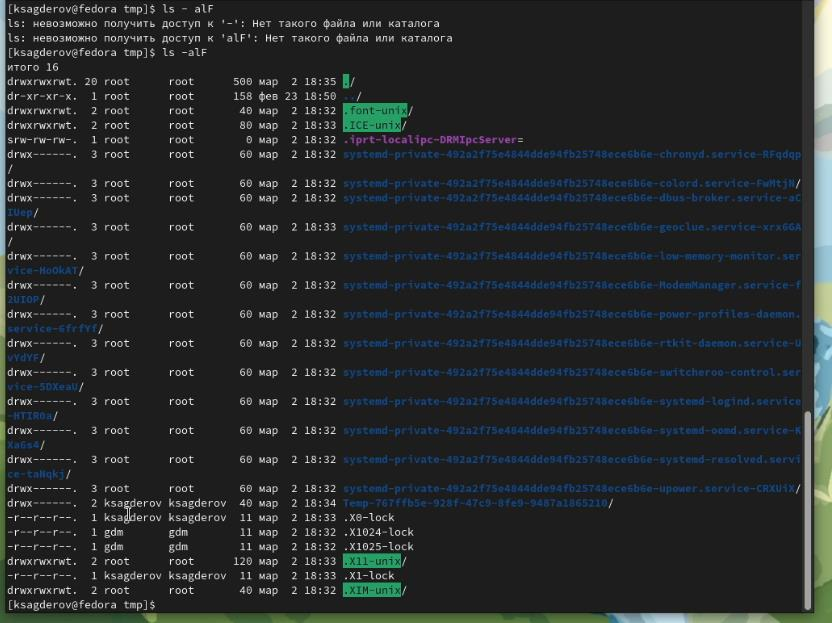 [ksagderov@fedora tmp]$ ls - alF
ls: невозможно получить доступ к '-': Нет такого файла или каталога
ls: невозможно получить доступ к 'alF': Нет такого файла или каталога
[ksagderov@fedora tmp]$ ls -alF
итого 16
drwxrwxrwt. 20 root      root      500 мар  2 18:35 ./
dr-xr-xr-x.  1 root      root      158 фев 23 18:50 ../
drwxrwxrwt.  2 root      root       40 мар  2 18:32 .font-unix/
drwxrwxrwt.  2 root      root       80 мар  2 18:33 .ICE-unix/
srw-rw-rw-.  1 root      root        0 мар  2 18:32 .iprt-localipc-DRMIpcServer=
drwx------.  3 root      root       60 мар  2 18:32 systemd-private-492a2f75e4844dde94fb25748ece6b6e-chronyd.service-RFqdqp
/
drwx------.  3 root      root       60 мар  2 18:32 systemd-private-492a2f75e4844dde94fb25748ece6b6e-colord.service-FwMtjN/
drwx------.  3 root      root       60 мар  2 18:32 systemd-private-492a2f75e4844dde94fb25748ece6b6e-dbus-broker.service-aC
IUep/
drwx------.  3 root      root       60 мар  2 18:33 systemd-private-492a2f75e4844dde94fb25748ece6b6e-geoclue.service-xrx6GA
/
drwx------.  3 root      root       60 мар  2 18:32 systemd-private-492a2f75e4844dde94fb25748ece6b6e-low-memory-monitor.ser
vice-HoOkAT/
drwx------.  3 root      root       60 мар  2 18:32 systemd-private-492a2f75e4844dde94fb25748ece6b6e-ModemManager.service-f
2UIOP/
drwx------.  3 root      root       60 мар  2 18:32 systemd-private-492a2f75e4844dde94fb25748ece6b6e-power-profiles-daemon.
service-6frfYf/
drwx------.  3 root      root       60 мар  2 18:32 systemd-private-492a2f75e4844dde94fb25748ece6b6e-rtkit-daemon.service-U
vYdYF/
drwx------.  3 root      root       60 мар  2 18:32 systemd-private-492a2f75e4844dde94fb25748ece6b6e-switcheroo-control.ser
vice-5DXeaU/
drwx------.  3 root      root       60 мар  2 18:32 systemd-private-492a2f75e4844dde94fb25748ece6b6e-systemd-logind.service
-HTIR0a/
drwx------.  3 root      root       60 мар  2 18:32 systemd-private-492a2f75e4844dde94fb25748ece6b6e-systemd-oomd.service-K
Xa6s4/
drwx------.  3 root      root       60 мар  2 18:32 systemd-private-492a2f75e4844dde94fb25748ece6b6e-systemd-resolved.servi
ce-taHqkj/
drwx------.  3 root      root       60 мар  2 18:32 systemd-private-492a2f75e4844dde94fb25748ece6b6e-upower.service-CRXUiX/
drwx------.  2 ksagderov ksagderov  40 мар  2 18:34 Temp-767ffb5e-928f-47c9-8fe9-9487a1865210/
-r--r--r--.  1 ksagderov ksagderov  11 мар  2 18:33 .X0-lock
-r--r--r--.  1 gdm       gdm        11 мар  2 18:32 .X1024-lock
-r--r--r--.  1 gdm       gdm        11 мар  2 18:32 .X1025-lock
drwxrwxrwt.  2 root      root      120 мар  2 18:33 .X11-unix/
-r--r--r--.  1 ksagderov ksagderov  11 мар  2 18:33 .X1-lock
drwxrwxrwt.  2 root      root       40 мар  2 18:32 .XIM-unix/
[ksagderov@fedora tmp]$